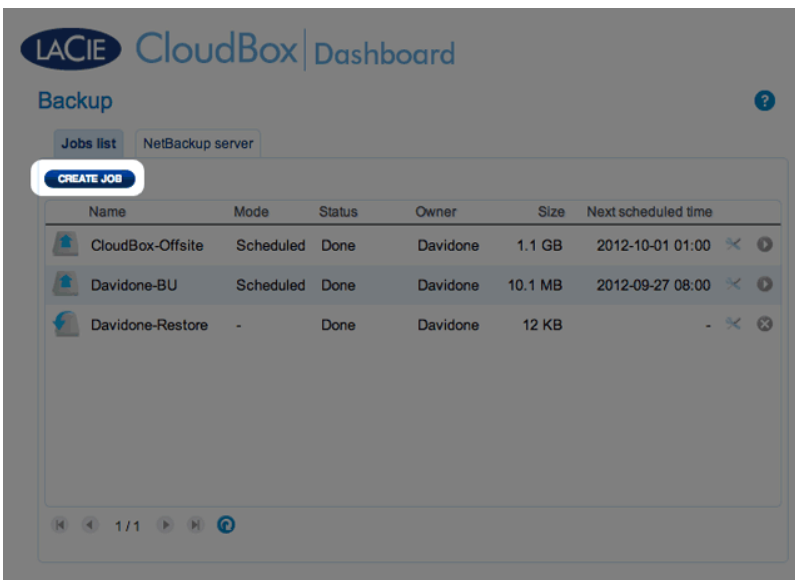 LACIE CloudBox Dashboard
Backup ?
Jobs list NetBackup server
CREATE JOB
Name Mode Status Owner Size Next scheduled time
CloudBox-Offsite Scheduled Done Davidone 1.1 GB 2012-10-01 01:00
Davidone-BU Scheduled Done Davidone 10.1 MB 2012-09-27 08:00
Davidone-Restore - Done Davidone 12 KB -
1/1